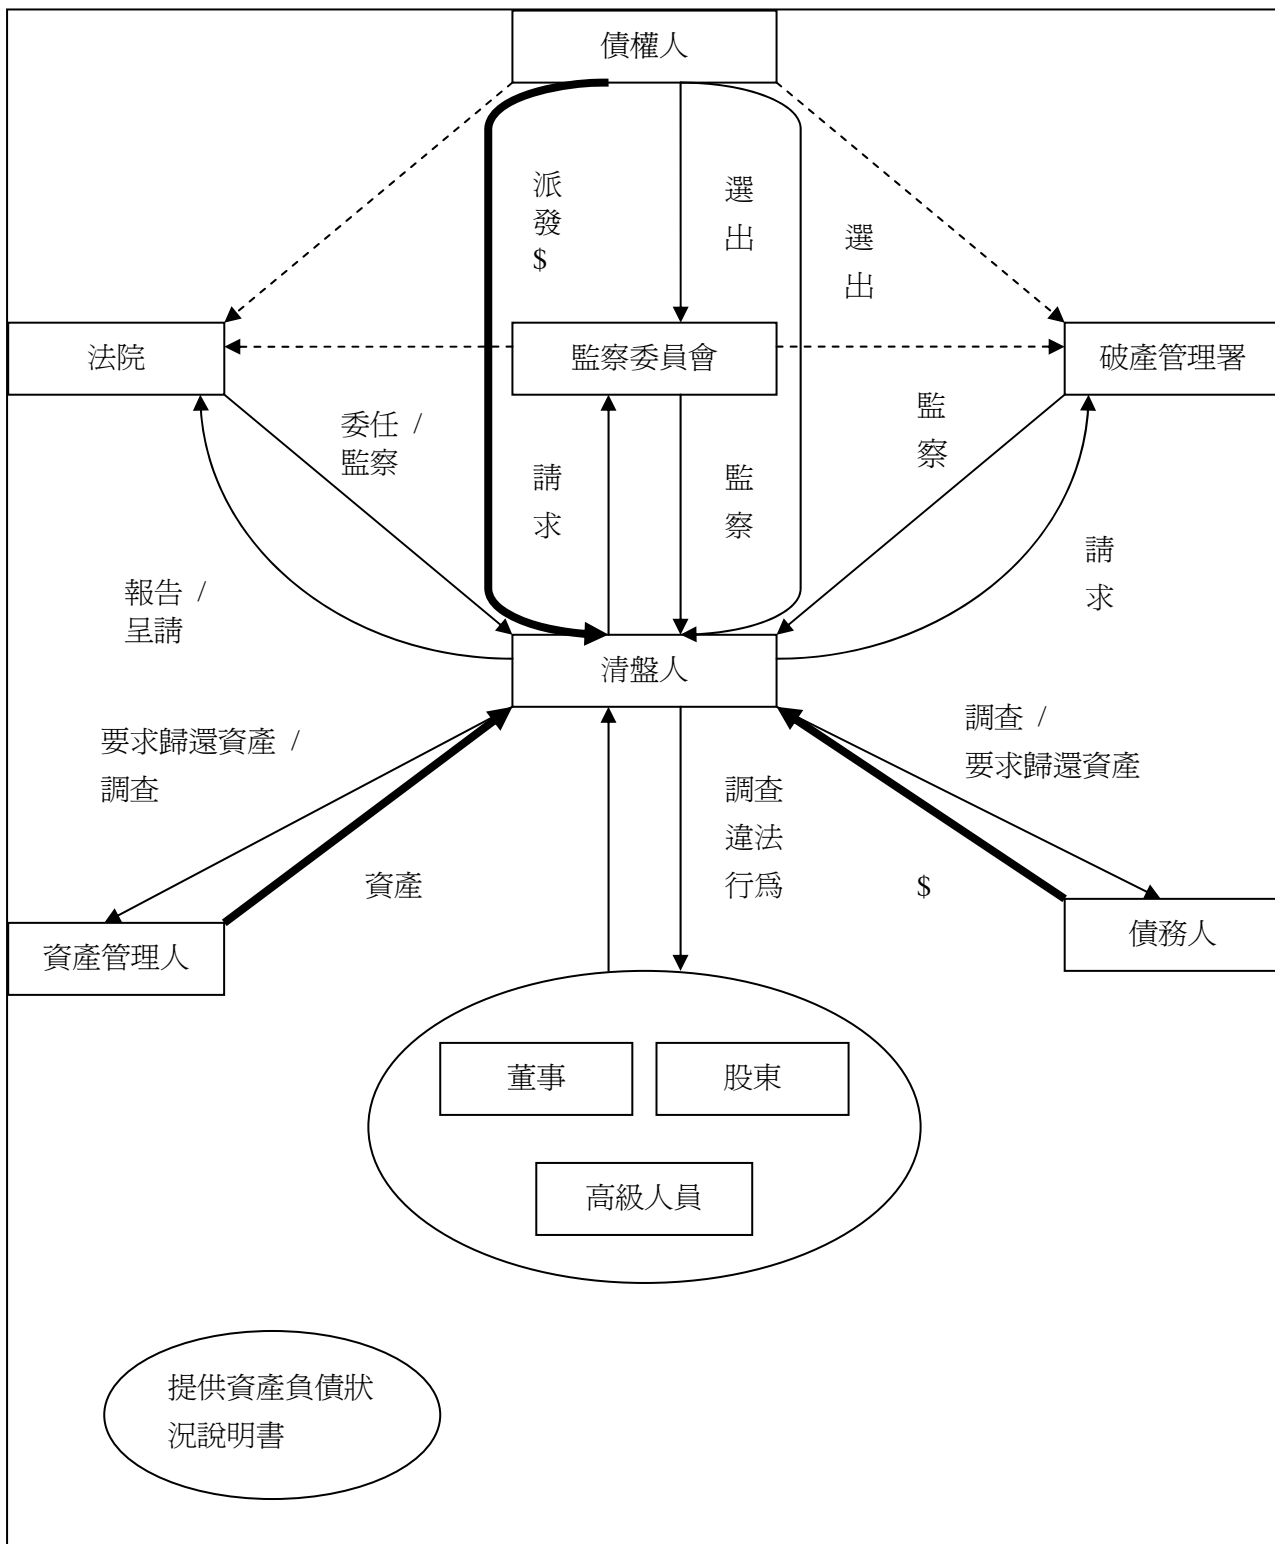 債權人
派
發
$
選
出
選
出
法院
監察委員會
破產管理署
委任 /
監察
請
求
監
察
監
察
請
求
報告 /
呈請
清盤人
要求歸還資產 /
調查
調查 /
要求歸還資產
資產
調查
違法
行爲
$
資產管理人
債務人
董事
股東
高級人員
提供資產負債狀
況說明書